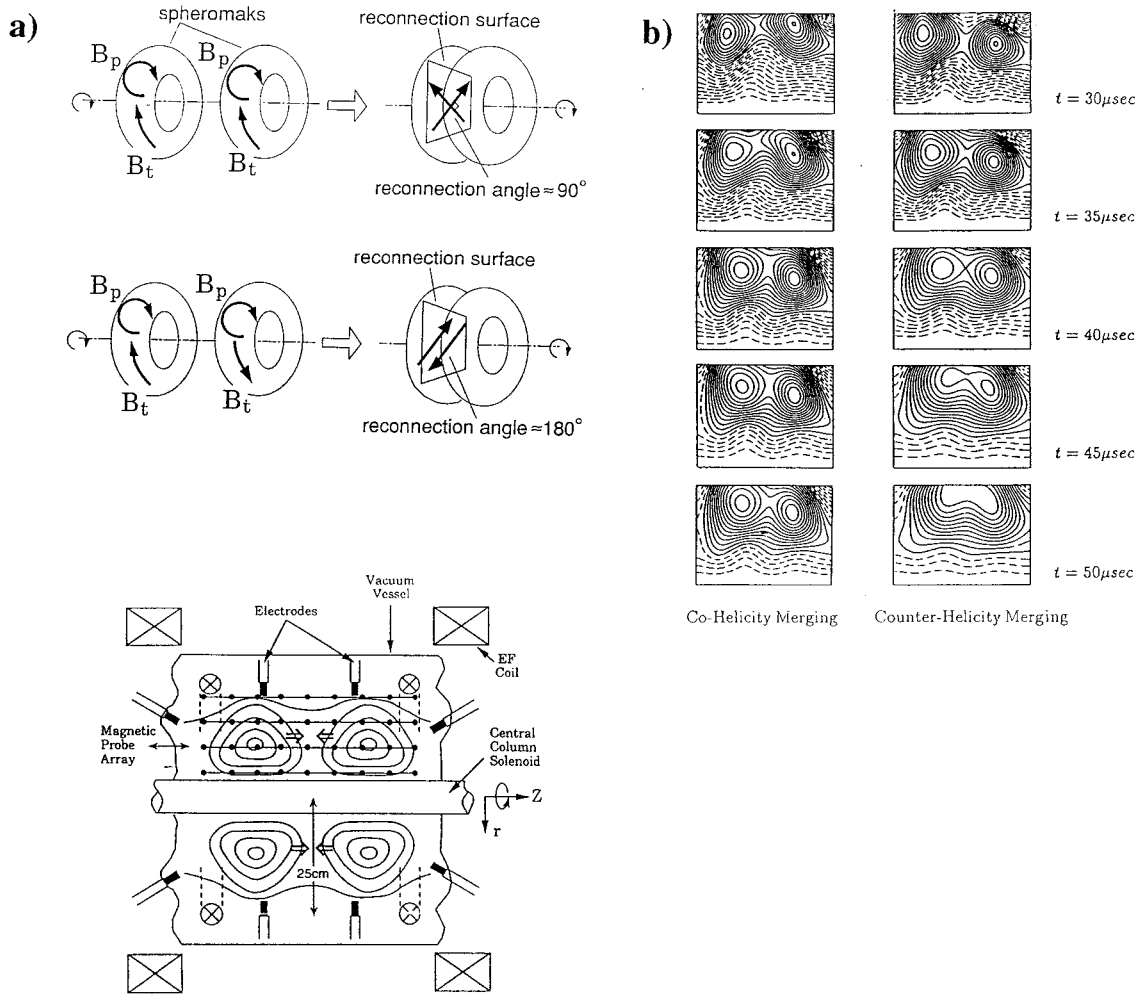 a)
spheromaks
B_p
B_p
B_t
B_t
reconnection surface
reconnection angle ≈ 90°
B_p
B_p
B_t
B_t
reconnection surface
reconnection angle ≈ 180°
Vacuum
Vessel
Electrodes
EF
Coil
Magnetic
Probe
Array
Central
Column
Solenoid
Z
r
25cm
b)
t = 30μsec
t = 35μsec
t = 40μsec
t = 45μsec
t = 50μsec
Co-Helicity Merging
Counter-Helicity Merging